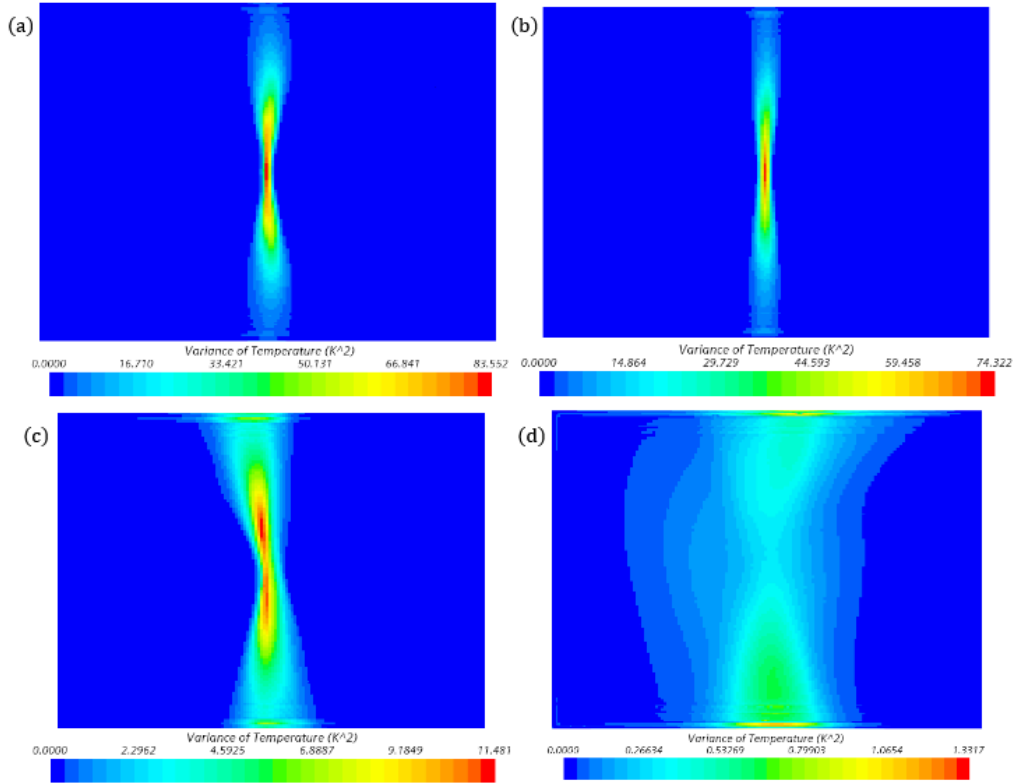 (a)
(b)
Variance of Temperature (K^2)
0.0000 16.710 33.421 50.131 66.841 83.552
Variance of Temperature (K^2)
0.0000 14.864 29.729 44.593 59.458 74.322
(c)
(d)
Variance of Temperature (K^2)
0.0000 2.2962 4.5925 6.8887 9.1849 11.481
Variance of Temperature (K^2)
0.0000 0.26634 0.53269 0.79903 1.0654 1.3317